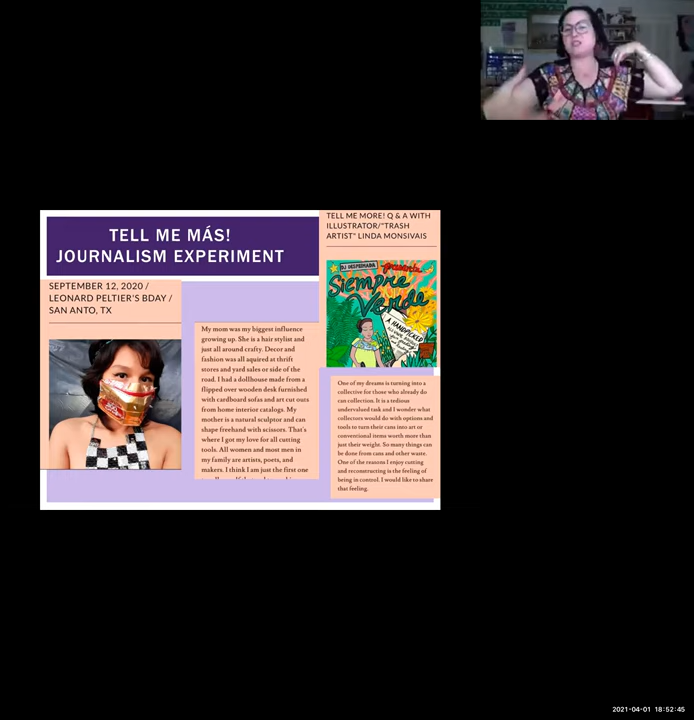 TELL ME MÁS!
JOURNALISM EXPERIMENT
SEPTEMBER 12, 2020 /
LEONARD PELTIER'S BDAY /
SAN ANTO, TX
My mom was my biggest influence
growing up. She is a hair stylist and
just all around crafty. Decor and
fashion was all aquired at thrift
stores and yard sales or side of the
road. I had a dollhouse made from a
flipped over wooden desk furnished
with cardboard sofas and art cut outs
from home interior catalogs. My
mother is a natural sculptor and can
shape freehand with scissors. That's
where I got my love for all cutting
tools. All women and most men in
my family are artists, poets, and
makers. I think I am just the first one
TELL ME MORE! Q & A WITH
ILLUSTRATOR/"TRASH
ARTIST" LINDA MONSIVAIS
DJ DESPEINADA
presenta
Siempre
Verde
A HANDPICKED
One of my dreams is turning into a
collective for those who already do
can collection. It is a tedious
undervalued task and I wonder what
collectors would do with options and
tools to turn their cans into art or
conventional items worth more than
just their weight. So many things can
be done from cans and other waste.
One of the reasons I enjoy cutting
and reconstructing is the feeling of
being in control. I would like to share
that feeling.
2021-04-01 18:52:45